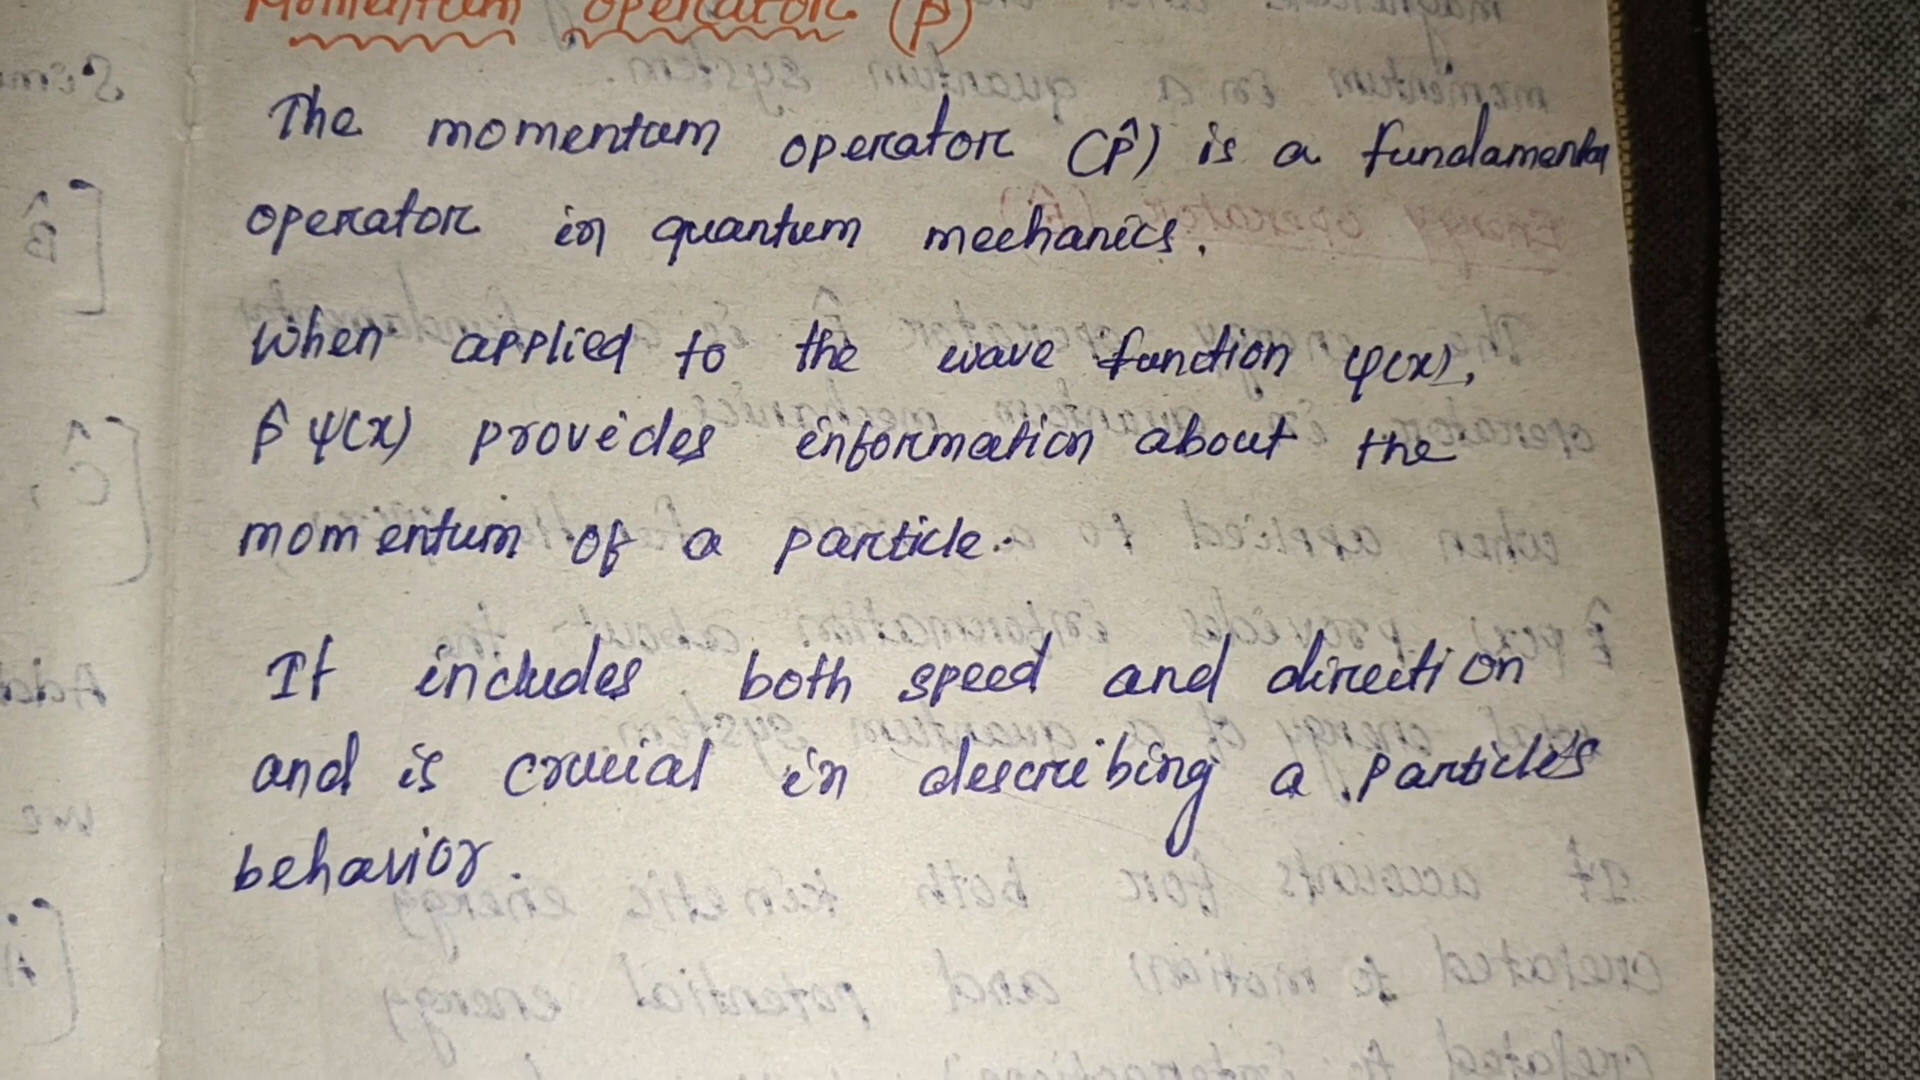 Momentum operator (p̂)
The momentum operator (p̂) is a fundamental
operator in quantum mechanics.
When applied to the wave function ψ(x),
p̂ ψ(x) provides information about the
momentum of a particle.
It includes both speed and direction
and is crucial in describing a particle's
behavior.